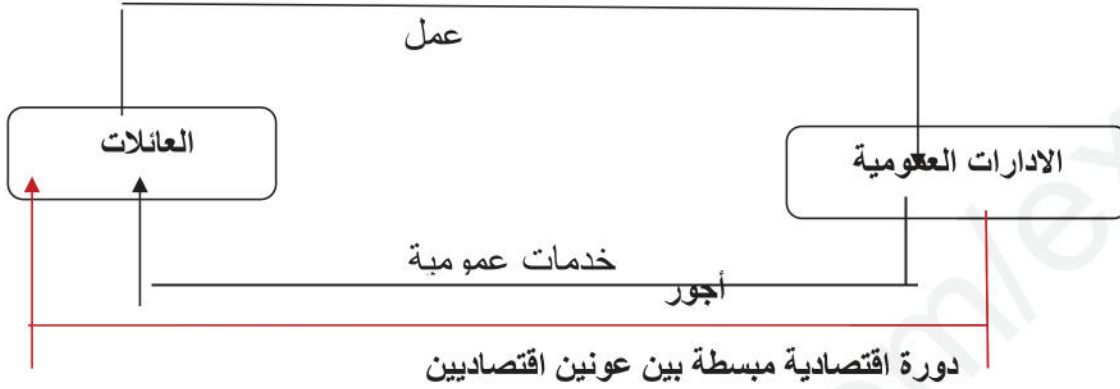 عمل
العائلات
الادارات العمومية
خدمات عمومية
أجور
دورة اقتصادية مبسطة بين عونين اقتصاديين